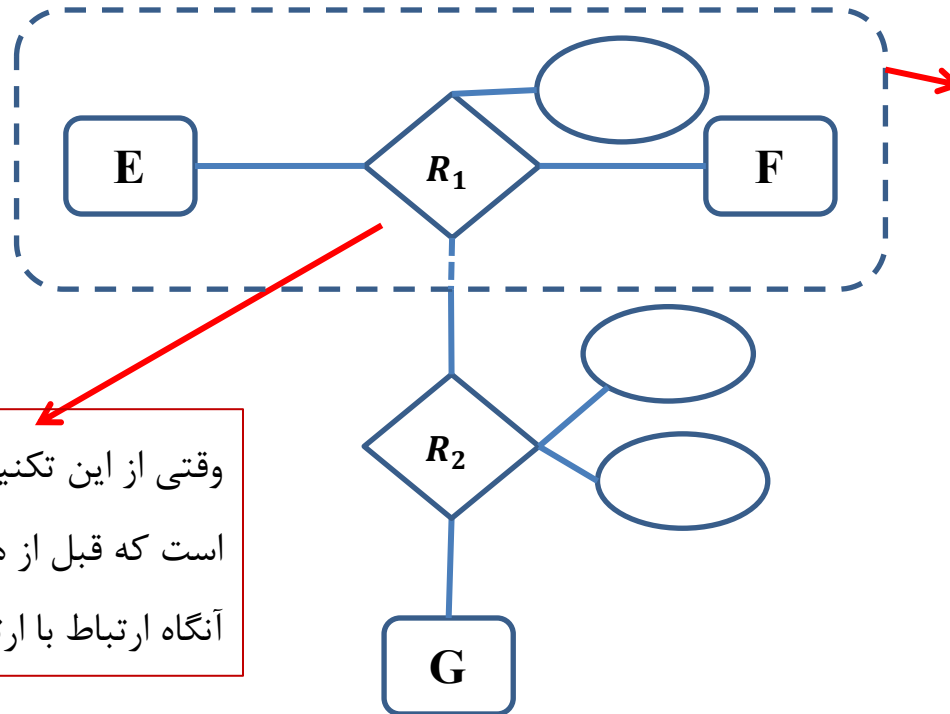 E
R₁
F
R₂
G
وقتی از این
است که قبل از
آنگاه ارتباط با